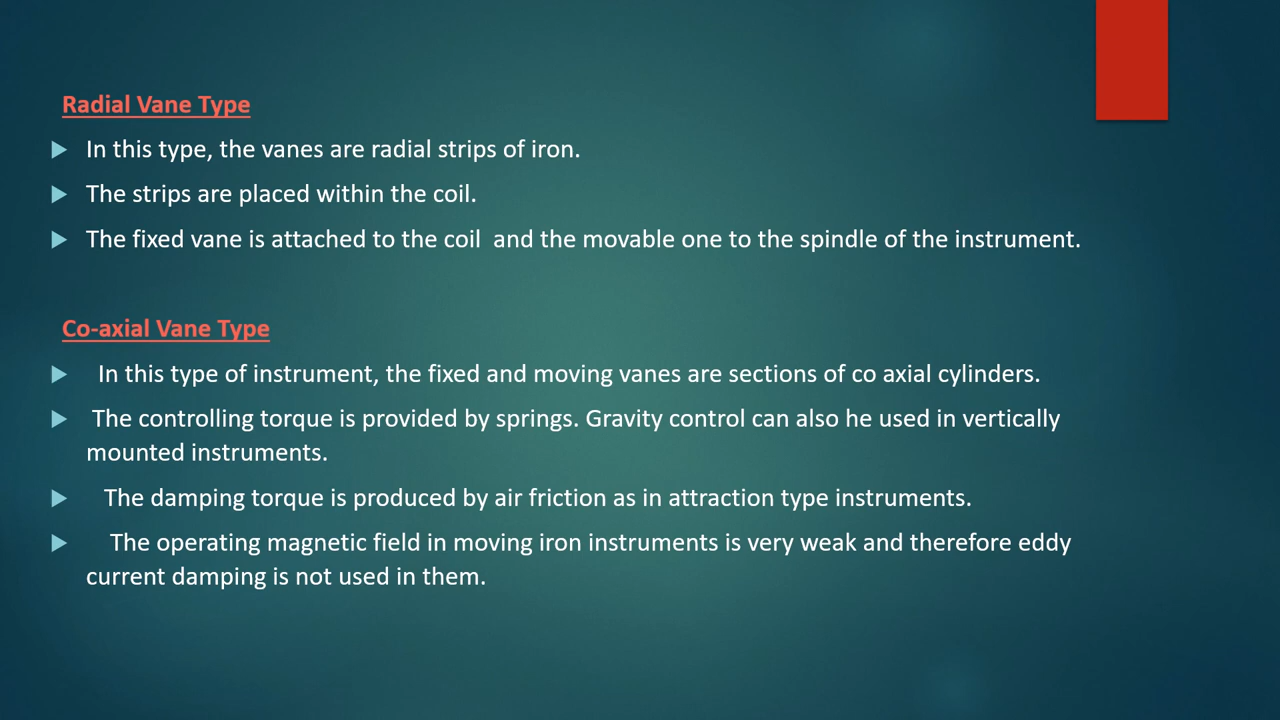 Radial Vane Type
In this type, the vanes are radial strips of iron.
The strips are placed within the coil.
The fixed vane is attached to the coil  and the movable one to the spindle of the instrument.
Co-axial Vane Type
In this type of instrument, the fixed and moving vanes are sections of co axial cylinders.
The controlling torque is provided by springs. Gravity control can also he used in vertically
mounted instruments.
The damping torque is produced by air friction as in attraction type instruments.
The operating magnetic field in moving iron instruments is very weak and therefore eddy
current damping is not used in them.